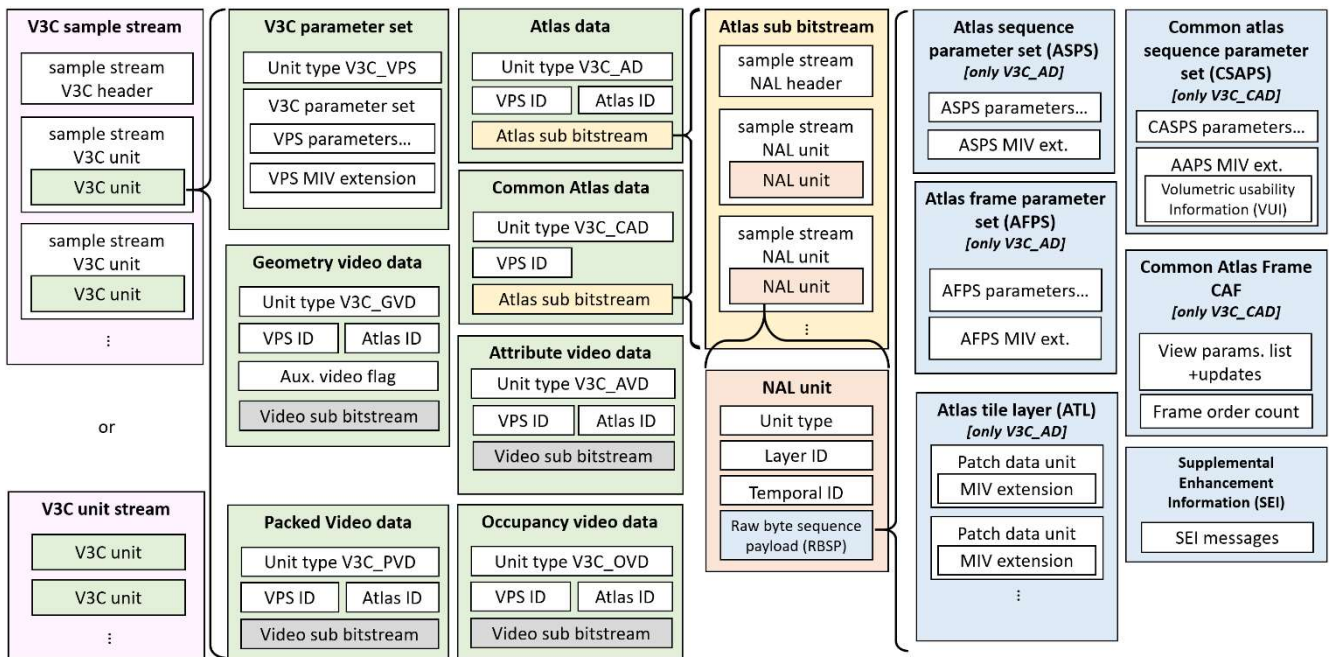 V3C sample stream
sample stream
V3C header
sample stream
V3C unit
V3C unit
sample stream
V3C unit
V3C unit
⋮
or
V3C unit stream
V3C unit
V3C unit
⋮
V3C parameter set
Unit type V3C_VPS
V3C parameter set
VPS parameters...
VPS MIV extension
Geometry video data
Unit type V3C_GVD
VPS ID
Atlas ID
Aux. video flag
Video sub bitstream
Packed Video data
Unit type V3C_PVD
VPS ID
Atlas ID
Video sub bitstream
Atlas data
Unit type V3C_AD
VPS ID
Atlas ID
Atlas sub bitstream
Common Atlas data
Unit type V3C_CAD
VPS ID
Atlas sub bitstream
Attribute video data
Unit type V3C_AVD
VPS ID
Atlas ID
Video sub bitstream
Occupancy video data
Unit type V3C_OVD
VPS ID
Atlas ID
Video sub bitstream
Atlas sub bitstream
sample stream
NAL header
sample stream
NAL unit
NAL unit
sample stream
NAL unit
NAL unit
⋮
NAL unit
Unit type
Layer ID
Temporal ID
Raw byte sequence
payload (RBSP)
Atlas sequence
parameter set (ASPS)
[only V3C_AD]
ASPS parameters...
ASPS MIV ext.
Atlas frame parameter
set (AFPS)
[only V3C_AD]
AFPS parameters...
AFPS MIV ext.
Atlas tile layer (ATL)
[only V3C_AD]
Patch data unit
MIV extension
Patch data unit
MIV extension
⋮
Common atlas
sequence parameter
set (CSAPS)
[only V3C_CAD]
CASPS parameters...
AAPS MIV ext.
Volumetric usability
Information (VUI)
Common Atlas Frame
CAF
[only V3C_CAD]
View params. list
+updates
Frame order count
Supplemental
Enhancement
Information (SEI)
SEI messages